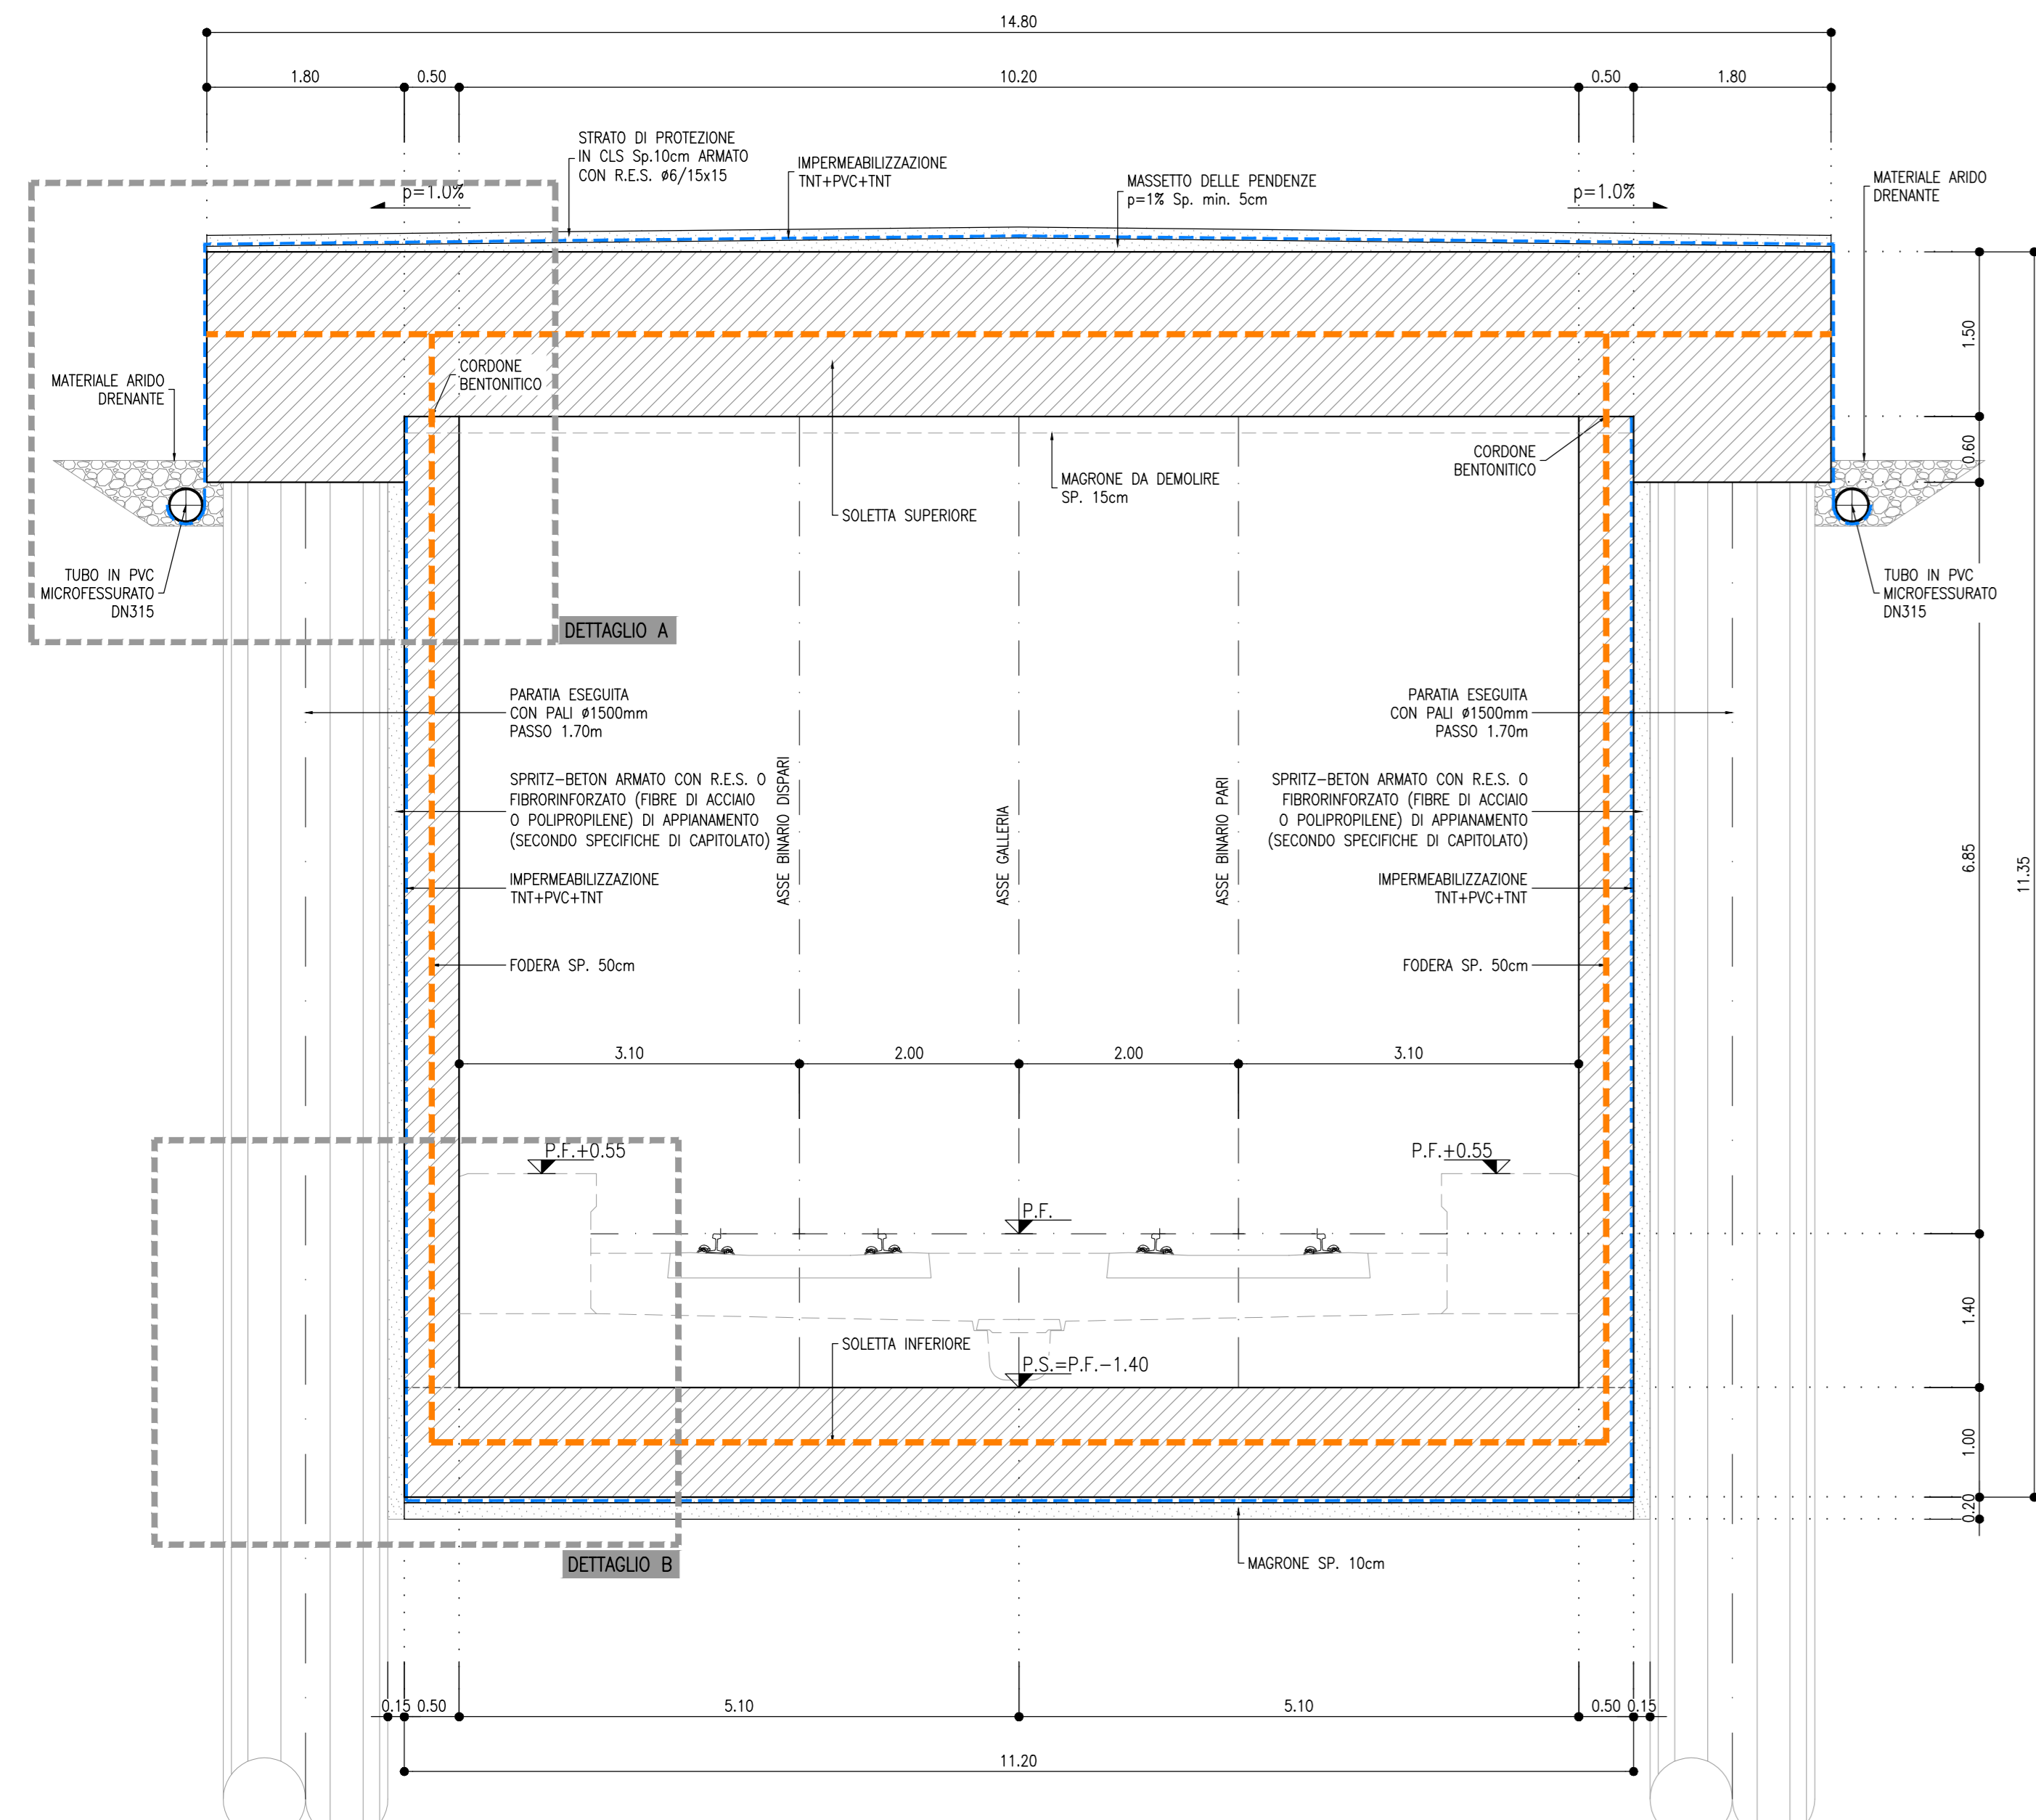 14.80
1.80
0.50
10.20
0.50
1.80
STRATO DI PROTEZIONE
IN CLS Sp.10cm ARMATO
CON R.E.S. ø6/15x15
IMPERMEABILIZZAZIONE
TNT+PVC+TNT
MASSETTO DELLE PENDENZE
p=1% Sp. min. 5cm
MATERIALE ARIDO
DRENANTE
p=1.0%
p=1.0%
1.50
CORDONE
BENTONITICO
MATERIALE ARIDO
DRENANTE
CORDONE
BENTONITICO
0.60
MAGRONE DA DEMOLIRE
SP. 15cm
SOLETTA SUPERIORE
TUBO IN PVC
MICROFESSURATO
DN315
TUBO IN PVC
MICROFESSURATO
DN315
DETTAGLIO A
PARATIA ESEGUITA
CON PALI ø1500mm
PASSO 1.70m
PARATIA ESEGUITA
CON PALI ø1500mm
PASSO 1.70m
SPRITZ-BETON ARMATO CON R.E.S. O
FIBRORINFORZATO (FIBRE DI ACCIAIO
O POLIPROPILENE) DI APPIANAMENTO
(SECONDO SPECIFICHE DI CAPITOLATO)
ASSE BINARIO DISPARI
ASSE GALLERIA
ASSE BINARIO PARI
SPRITZ-BETON ARMATO CON R.E.S. O
FIBRORINFORZATO (FIBRE DI ACCIAIO
O POLIPROPILENE) DI APPIANAMENTO
(SECONDO SPECIFICHE DI CAPITOLATO)
6.85
11.35
IMPERMEABILIZZAZIONE
TNT+PVC+TNT
IMPERMEABILIZZAZIONE
TNT+PVC+TNT
FODERA SP. 50cm
FODERA SP. 50cm
3.10
2.00
2.00
3.10
P.F.+0.55
P.F.+0.55
P.F.
1.40
SOLETTA INFERIORE
P.S.=P.F.-1.40
1.00
0.20
MAGRONE SP. 10cm
DETTAGLIO B
0.15
0.50
5.10
5.10
0.50
0.15
11.20